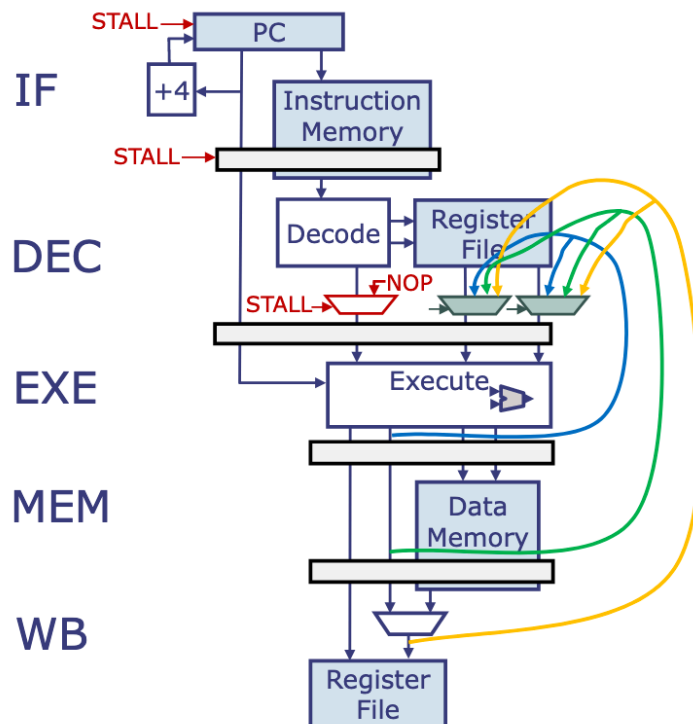 STALL
PC
IF
+4
Instruction
Memory
STALL
DEC
Decode
Register
File
NOP
STALL
EXE
Execute
MEM
Data
Memory
WB
Register
File